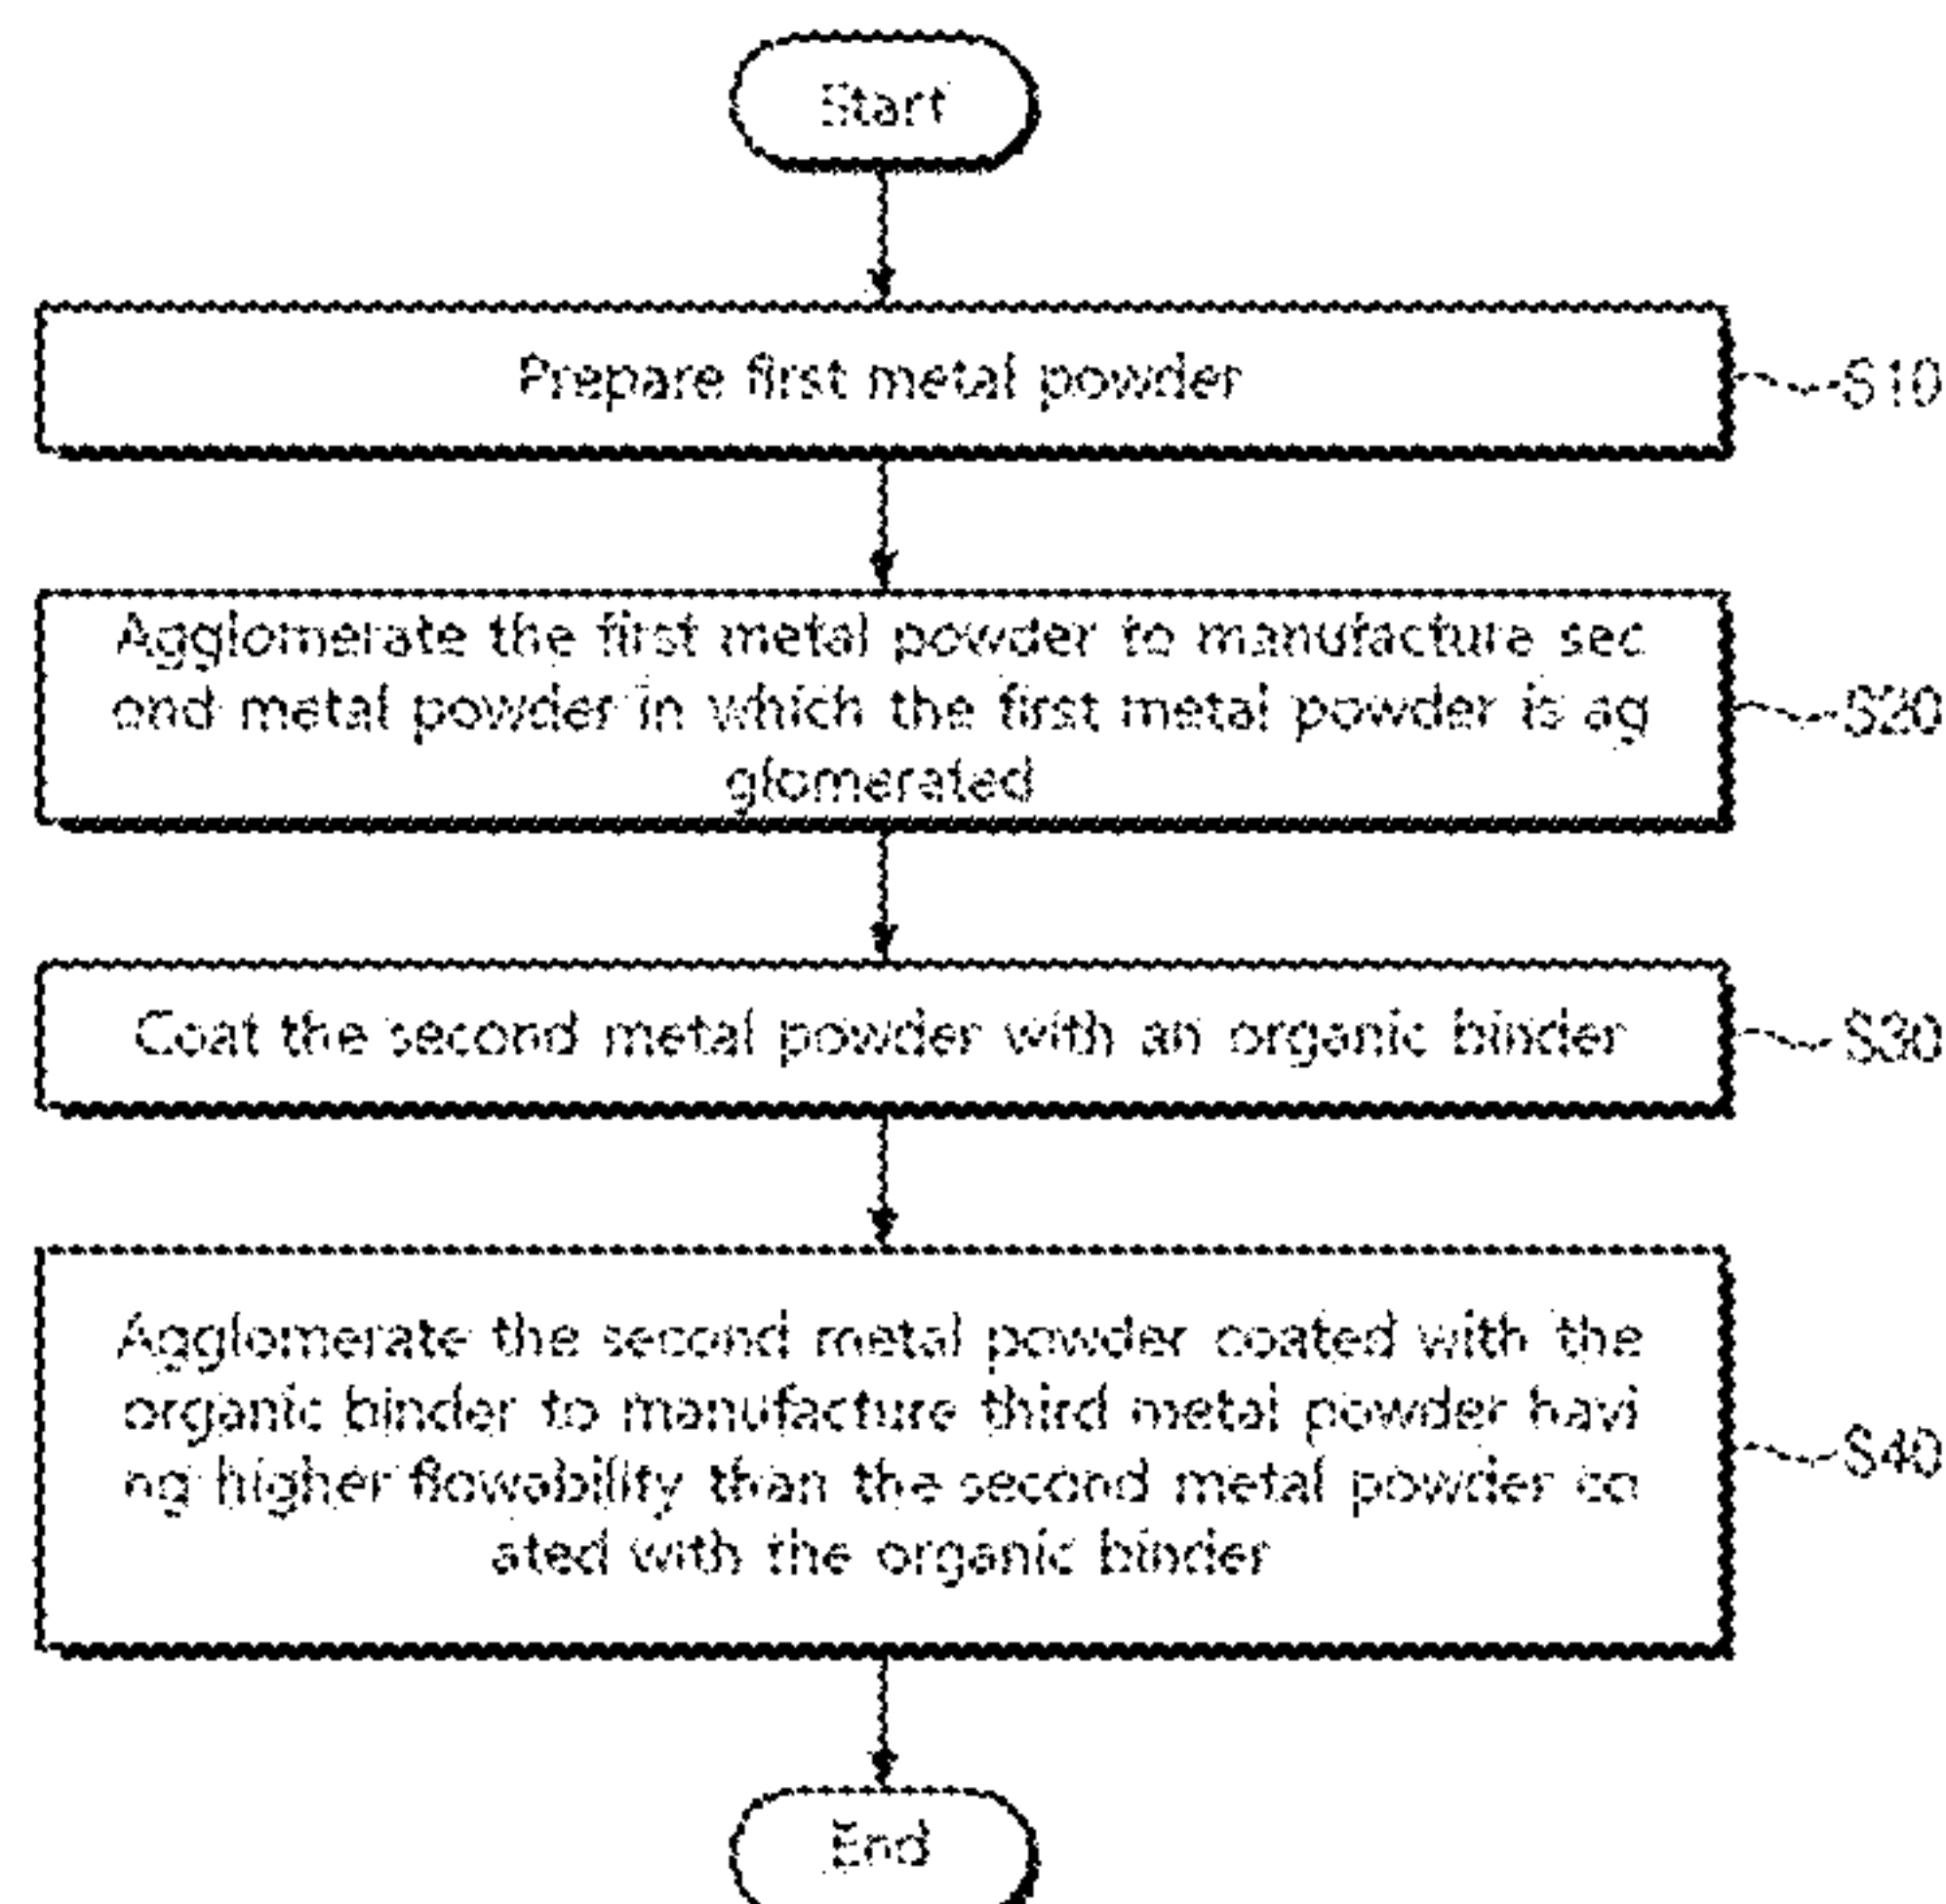 Start
Prepare first metal powder
S10
Agglomerate the first metal powder to manufacture sec
ond metal powder in which the first metal powder is ag
glomerated
S20
Coat the second metal powder with an organic binder
S30
Agglomerate the second metal powder coated with the
organic binder to manufacture third metal powder havi
ng higher flowability than the second metal powder co
ated with the organic binder
S40
End